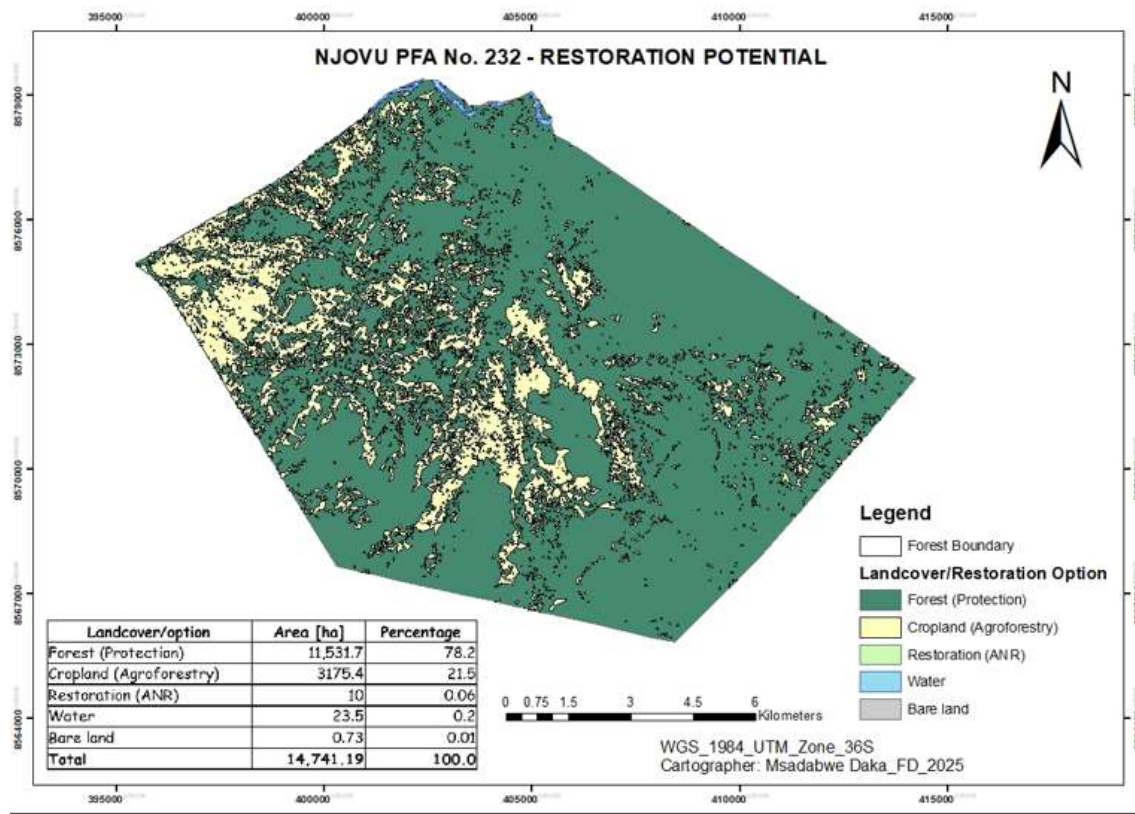 395000 400000 405000 410000 415000
NJOVU PFA No. 232 - RESTORATION POTENTIAL
N
8579000
8576000
8573000
8570000
8567000
8564000
Legend
Forest Boundary
Landcover/Restoration Option
Forest (Protection)
Cropland (Agroforestry)
Restoration (ANR)
Water
Bare land
Landcover/option Area [ha] Percentage
Forest (Protection) 11,531.7 78.2
Cropland (Agroforestry) 3175.4 21.5
Restoration (ANR) 10 0.06
Water 23.5 0.2
Bare land 0.73 0.01
Total 14,741.19 100.0
0 0.75 1.5 3 4.5 6
Kilometers
WGS_1984_UTM_Zone_36S
Cartographer: Msadabwe Daka_FD_2025
395000 400000 405000 410000 415000